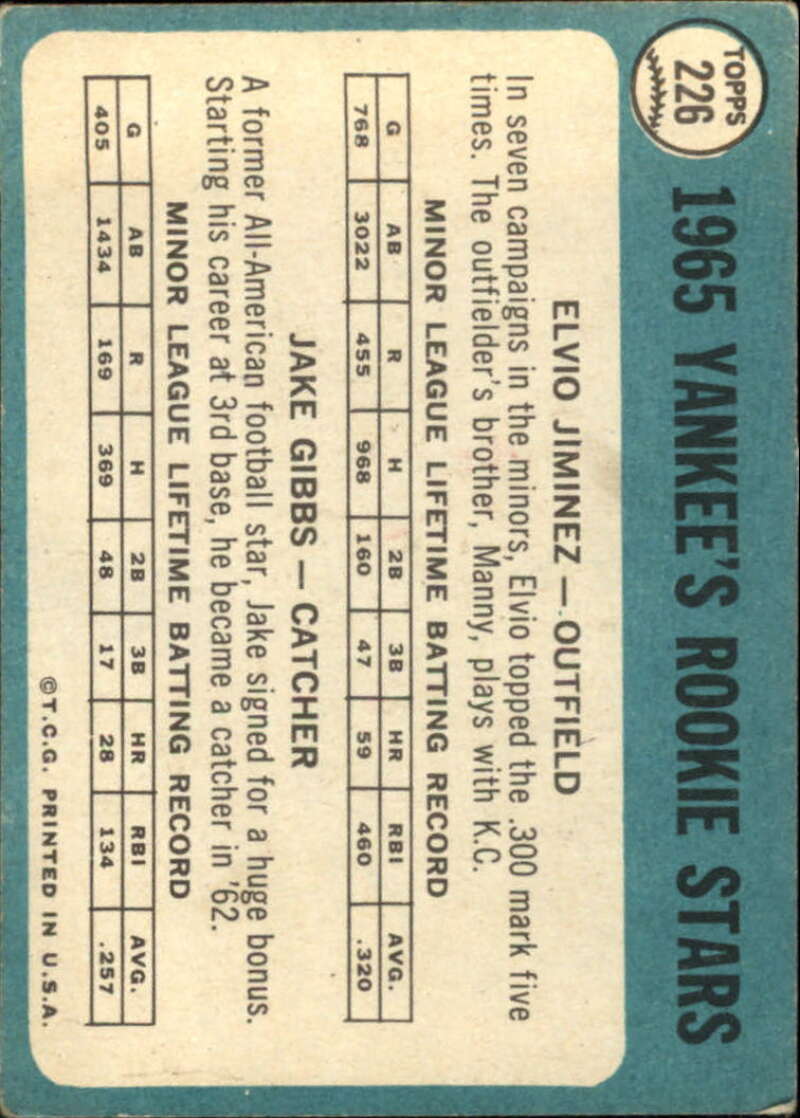 TOPPS
226
1965 YANKEE'S ROOKIE STARS
ELVIO JIMINEZ — OUTFIELD
In seven campaigns in the minors, Elvio topped the .300 mark five
times. The outfielder's brother, Manny, plays with K.C.
MINOR LEAGUE LIFETIME BATTING RECORD
G AB R H 2B 3B HR RBI AVG.
768 3022 455 968 160 47 59 460 .320
JAKE GIBBS — CATCHER
A former All-American football star, Jake signed for a huge bonus.
Starting his career at 3rd base, he became a catcher in '62.
MINOR LEAGUE LIFETIME BATTING RECORD
G AB R H 2B 3B HR RBI AVG.
405 1434 169 369 48 17 28 134 .257
©T.C.G. PRINTED IN U.S.A.